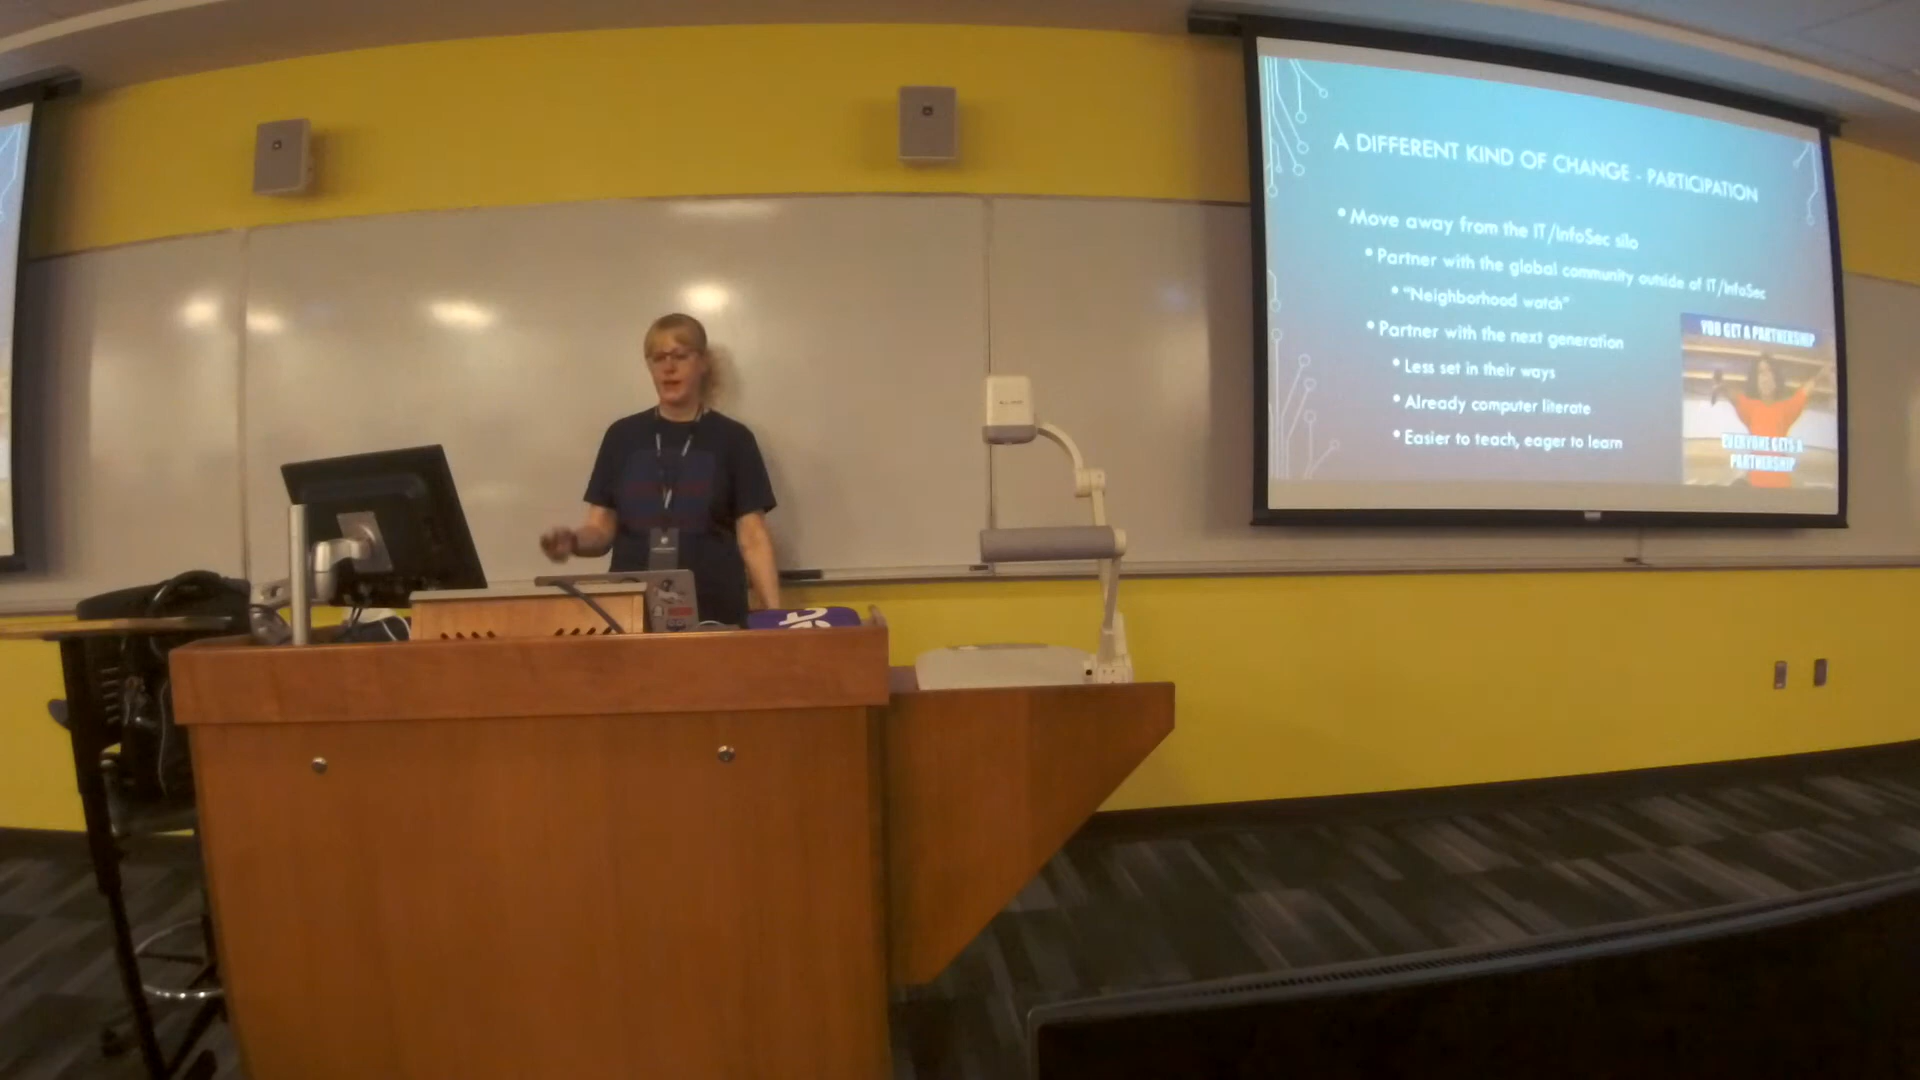 A DIFFERENT KIND OF CHANGE - PARTICIPATION
• Move away from the IT/InfoSec silo
• Partner with the global community outside of IT/InfoSec
• "Neighborhood watch"
• Partner with the next generation
• Less set in their ways
• Already computer literate
• Easier to teach, eager to learn
YOU GET A PARTNERSHIP
EVERYONE GETS A
PARTNERSHIP